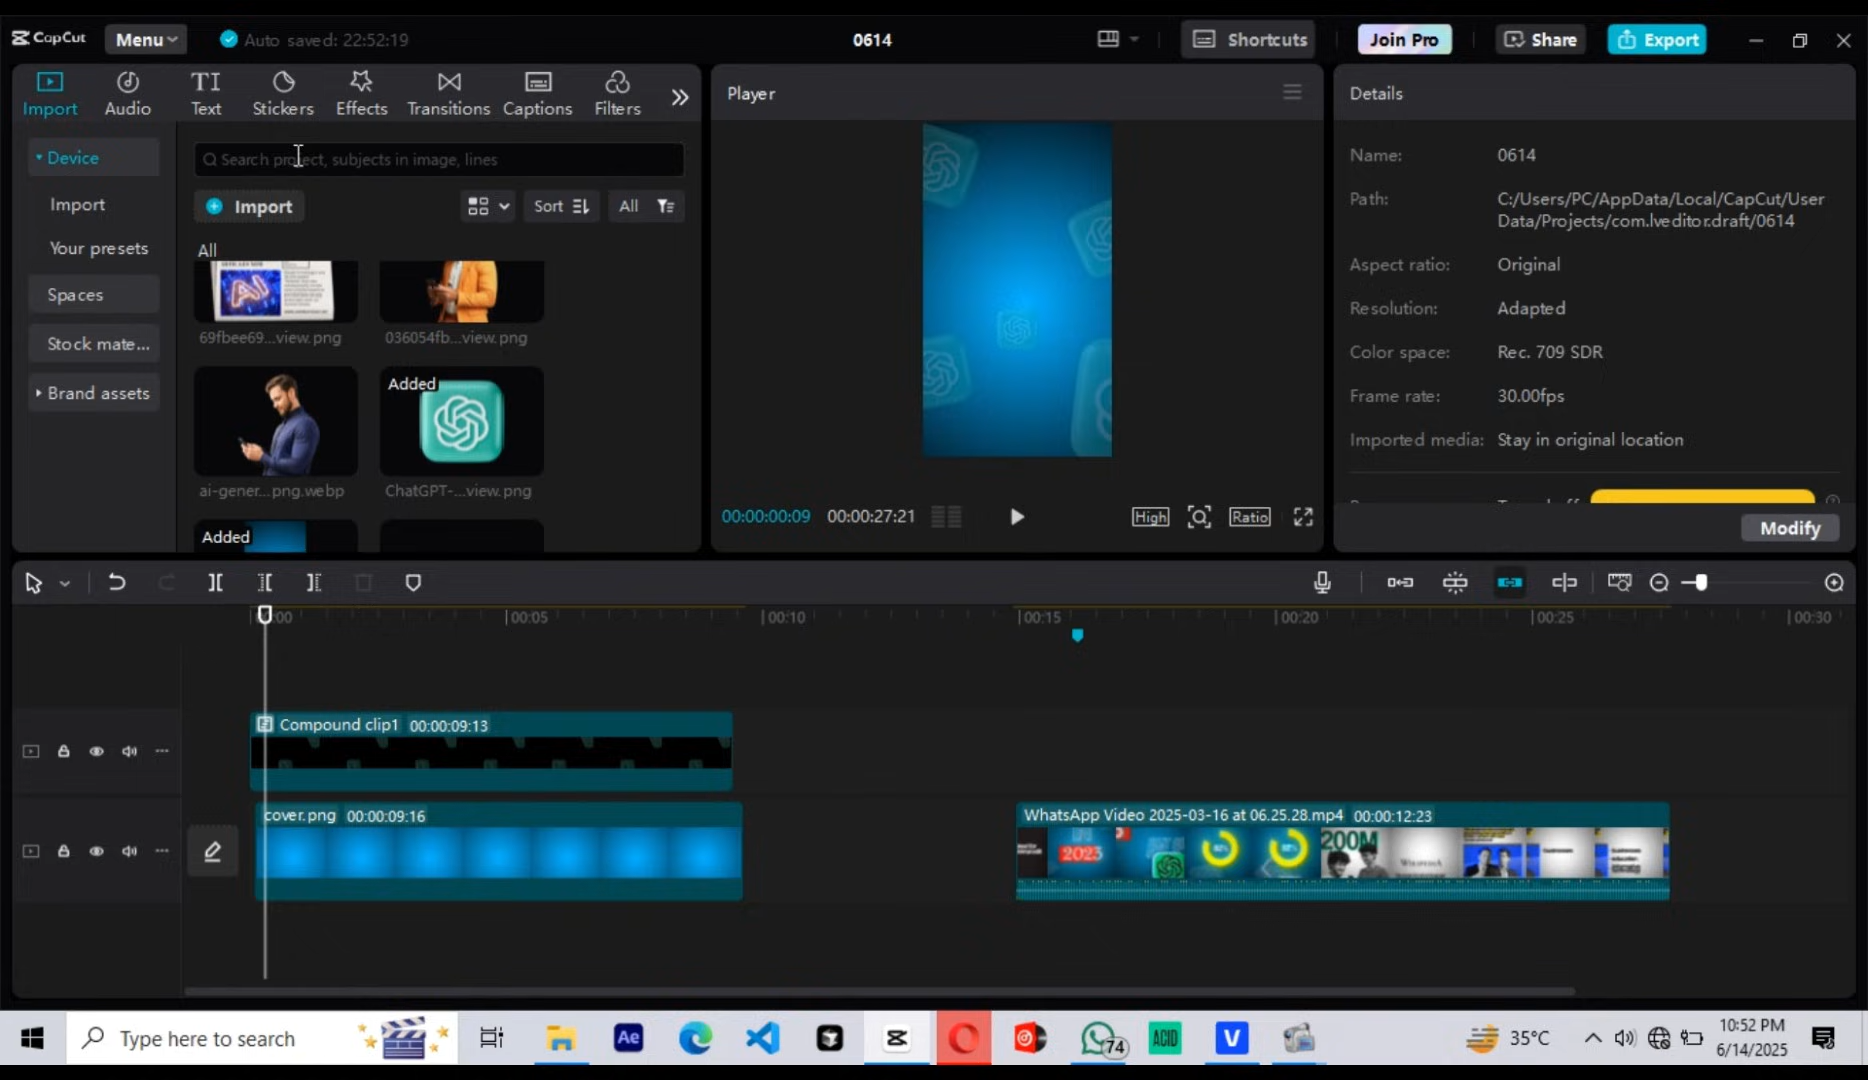 CapCut
Menu
Auto saved: 22:52:19
0614
Shortcuts
Join Pro
Share
Export
Import
Audio
TI
Text
Stickers
Effects
Transitions
Captions
Filters
Player
Details
Device
Import
Your presets
Spaces
Stock mate...
Brand assets
Search project, subjects in image, lines
Import
Sort
All
All
AI
69fbee69...view.png
036054fb...view.png
Added
ai-gener...png.webp
ChatGPT-...view.png
Added
00:00:00:09
00:00:27:21
High
Ratio
Name:
0614
Path:
C:/Users/PC/AppData/Local/CapCut/User
Data/Projects/com.lveditor.draft/0614
Aspect ratio:
Original
Resolution:
Adapted
Color space:
Rec. 709 SDR
Frame rate:
30.00fps
Imported media:
Stay in original location
Modify
00:00
00:05
00:10
00:15
00:20
00:25
00:30
Compound clip1 00:00:09:13
cover.png 00:00:09:16
WhatsApp Video 2025-03-16 at 06.25.28.mp4 00:00:12:23
2023
200M
WIKIPEDIA
Type here to search
Ae
74
ACID
V
35°C
10:52 PM
6/14/2025